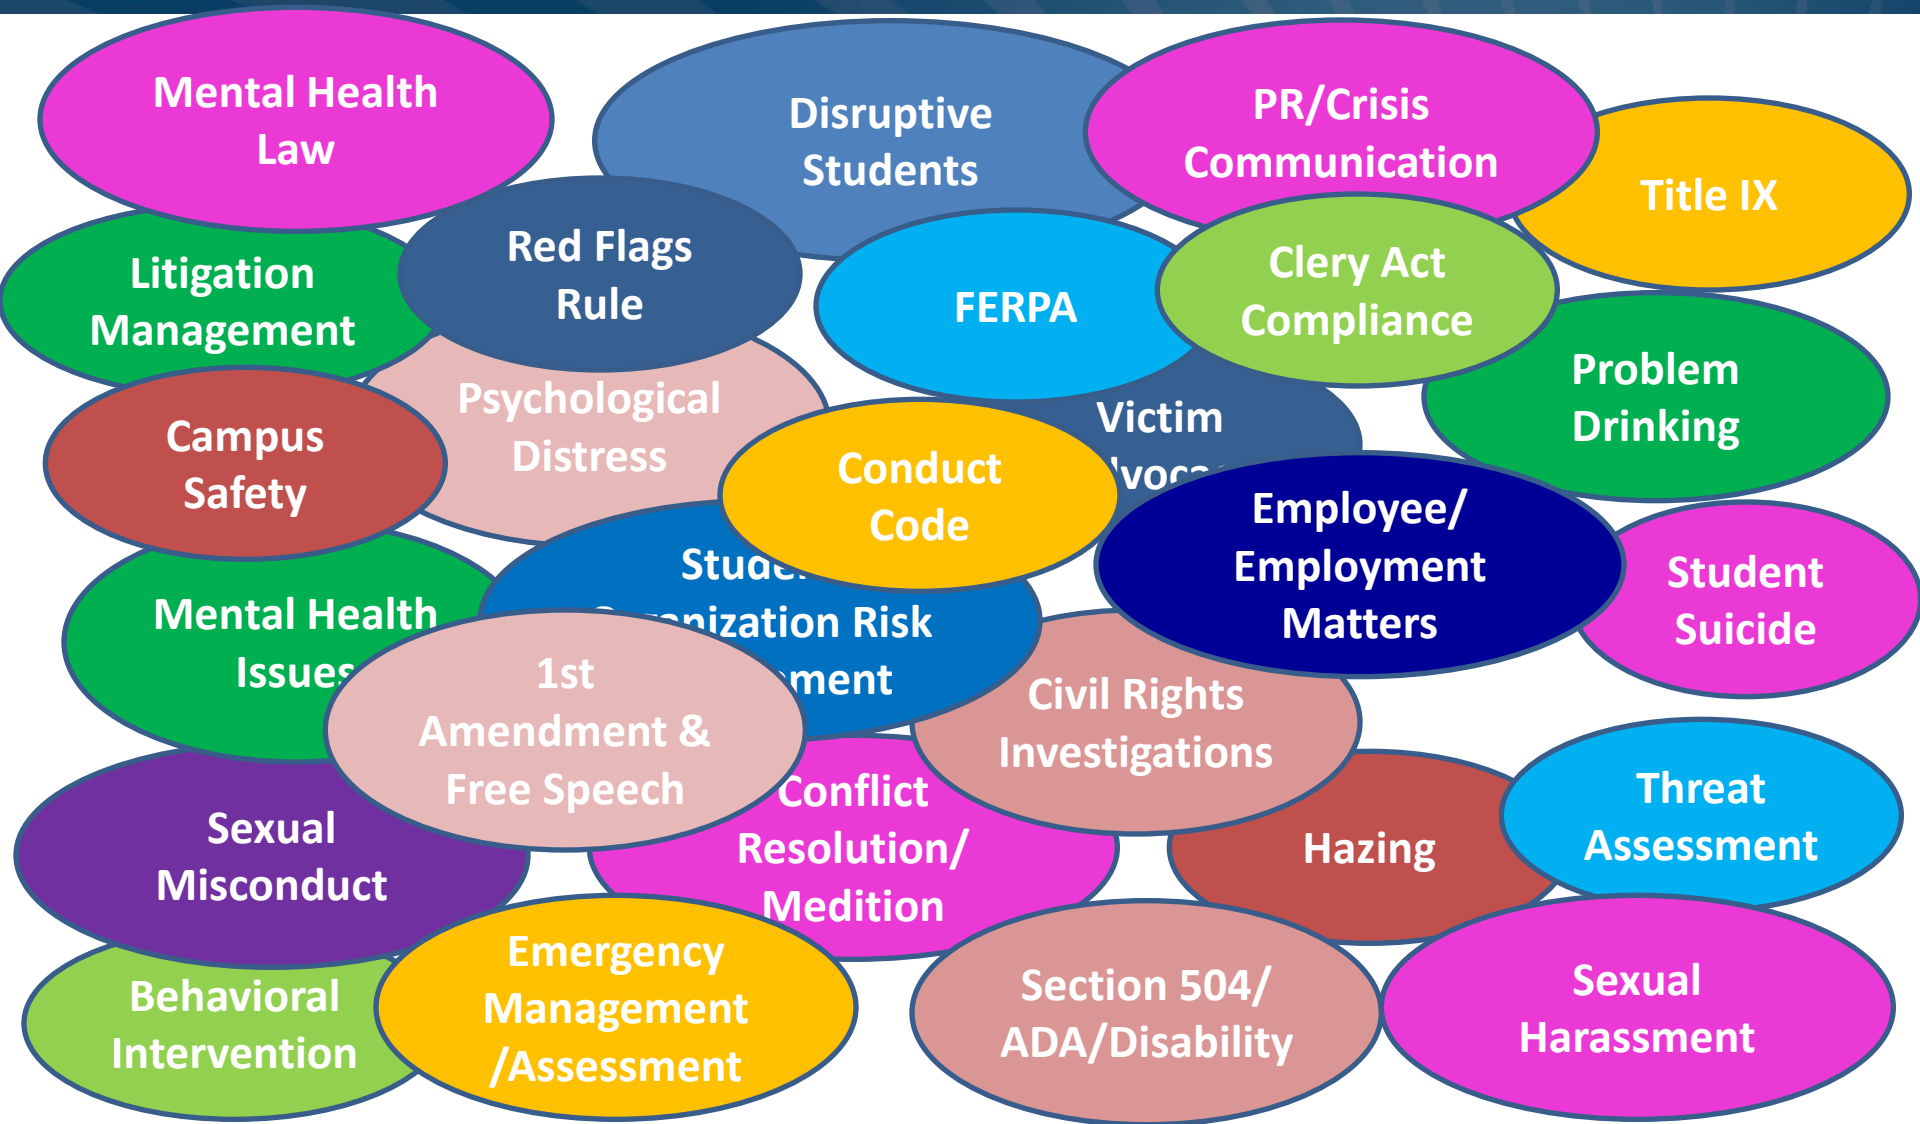 Mental Health
Law
Disruptive
Students
PR/Crisis
Communication
Title IX
Litigation
Management
Red Flags
Rule
FERPA
Clery Act
Compliance
Problem
Drinking
Campus
Safety
Psychological
Distress
Conduct
Code
Victim
Employee/
Employment
Matters
Student
Suicide
Mental Health
Issues
Risk
1st
Amendment &
Free Speech
Civil Rights
Investigations
Sexual
Misconduct
Conflict
Resolution/
Medition
Hazing
Threat
Assessment
Behavioral
Intervention
Emergency
Management
/Assessment
Section 504/
ADA/Disability
Sexual
Harassment